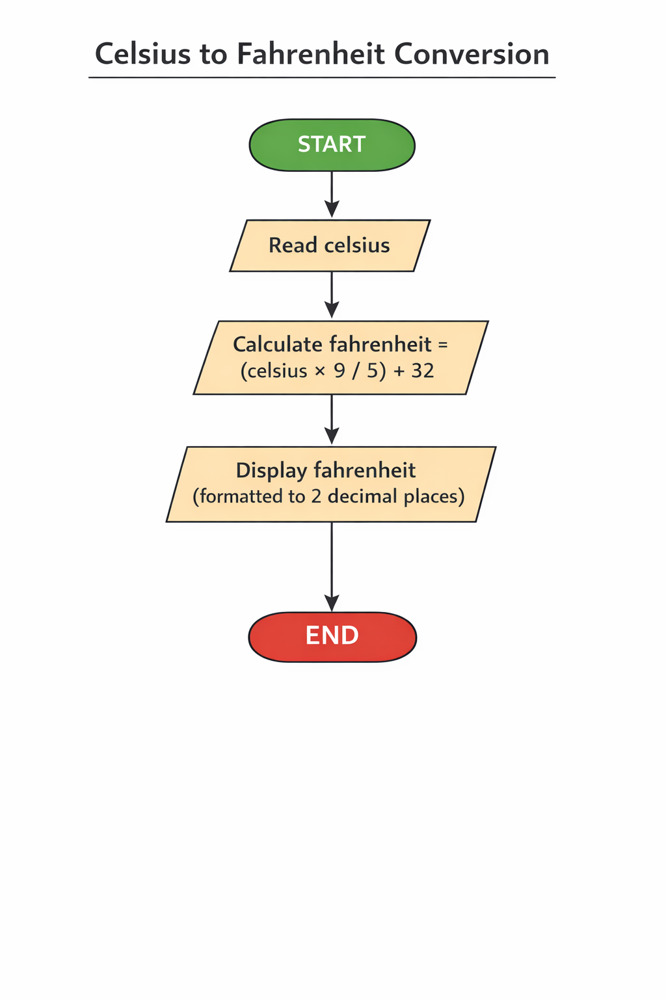 Celsius to Fahrenheit Conversion
START
Read celsius
Calculate fahrenheit =
(celsius × 9 / 5) + 32
Display fahrenheit
(formatted to 2 decimal places)
END